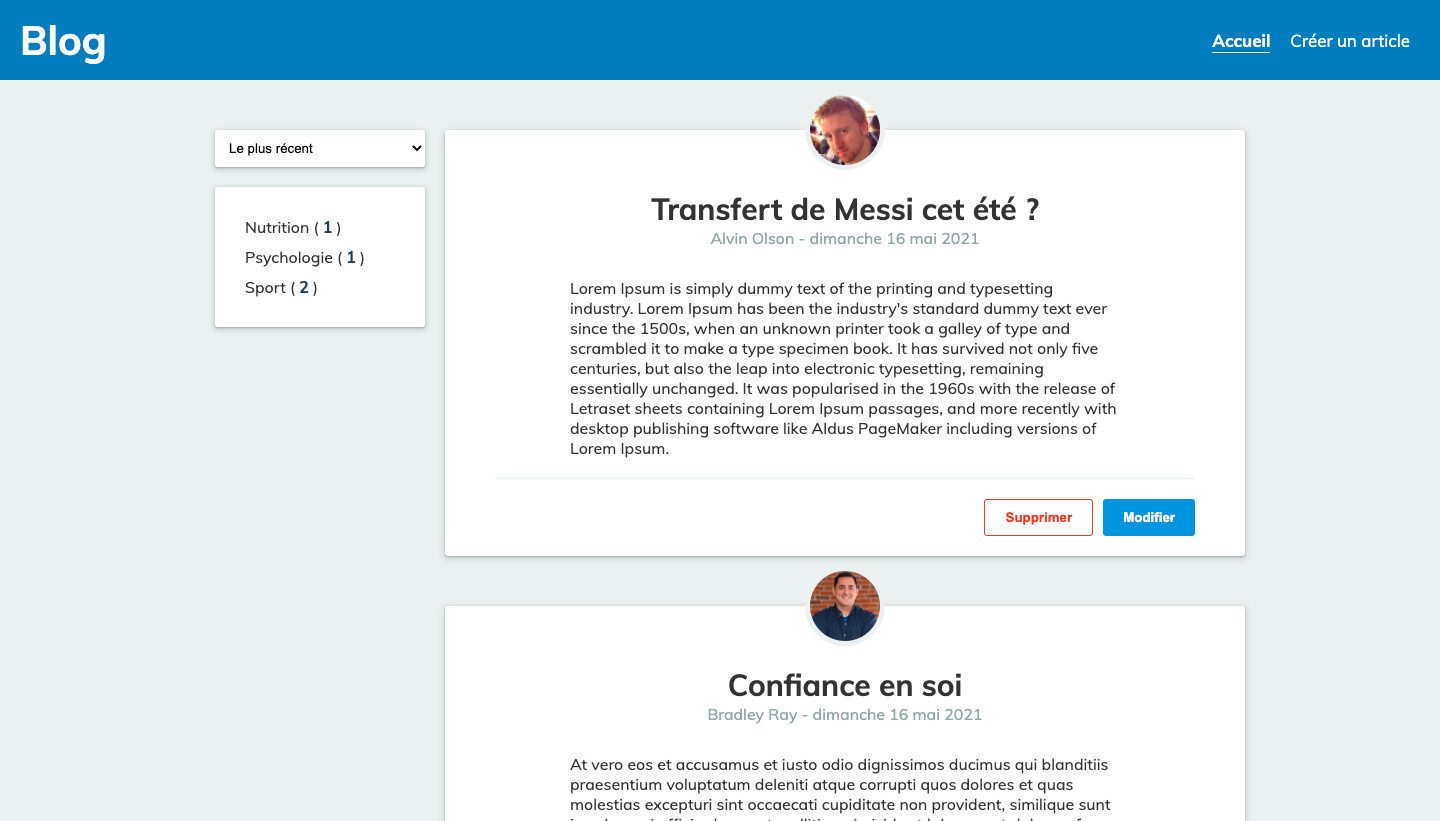 Blog
Accueil
Créer un article
Le plus récent
Nutrition ( 1 )
Psychologie ( 1 )
Sport ( 2 )
Transfert de Messi cet été ?
Alvin Olson - dimanche 16 mai 2021
Lorem Ipsum is simply dummy text of the printing and typesetting
industry. Lorem Ipsum has been the industry's standard dummy text ever
since the 1500s, when an unknown printer took a galley of type and
scrambled it to make a type specimen book. It has survived not only five
centuries, but also the leap into electronic typesetting, remaining
essentially unchanged. It was popularised in the 1960s with the release of
Letraset sheets containing Lorem Ipsum passages, and more recently with
desktop publishing software like Aldus PageMaker including versions of
Lorem Ipsum.
Supprimer
Modifier
Confiance en soi
Bradley Ray - dimanche 16 mai 2021
At vero eos et accusamus et iusto odio dignissimos ducimus qui blanditiis
praesentium voluptatum deleniti atque corrupti quos dolores et quas
molestias excepturi sint occaecati cupiditate non provident, similique sunt